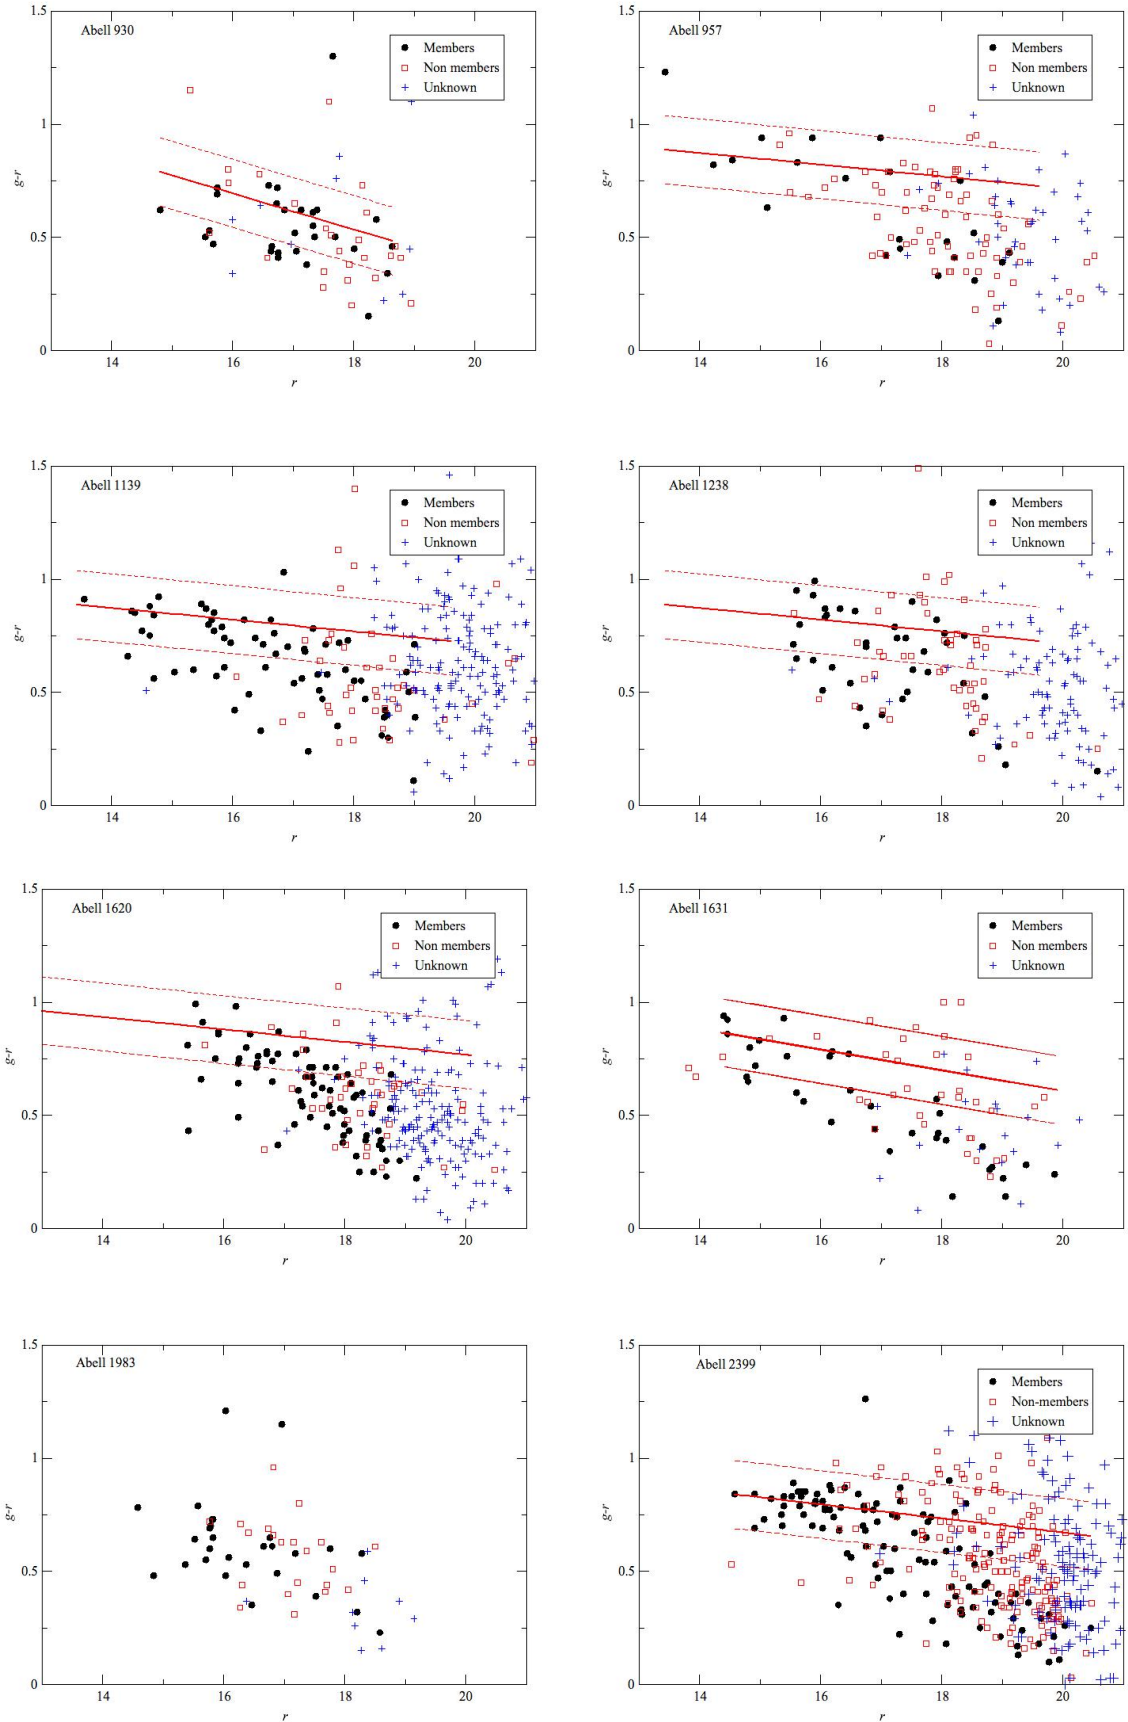 1.5
Abell 930
Members
Non members
Unknown
1
g-r
0.5
0
14
16
18
20
r
1.5
Abell 957
Members
Non members
Unknown
1
g-r
0.5
0
14
16
18
20
r
1.5
Abell 1139
Members
Non members
Unknown
1
g-r
0.5
0
14
16
18
20
r
1.5
Abell 1238
Members
Non members
Unknown
1
g-r
0.5
0
14
16
18
20
r
1.5
Abell 1620
Members
Non members
Unknown
1
g-r
0.5
0
14
16
18
20
r
1.5
Abell 1631
Members
Non members
Unknown
1
g-r
0.5
0
14
16
18
20
r
1.5
Abell 1983
1
g-r
0.5
0
14
16
18
20
r
1.5
Abell 2399
Members
Non-members
Unknown
1
g-r
0.5
0
14
16
18
20
r